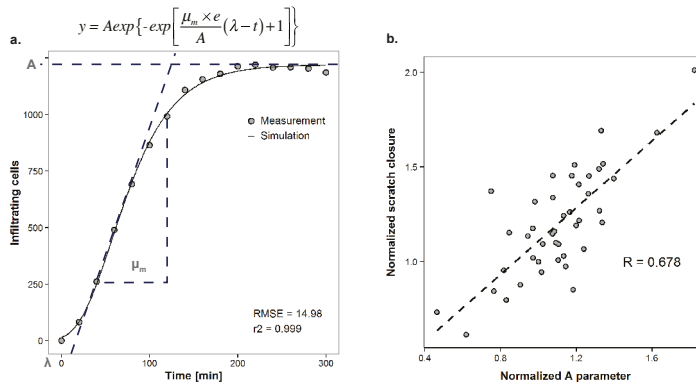 y = Aexp{-exp[μm × e / A (λ – t) + 1]}
a.
A
1000
750
500
250
0
Infiltrating cells
Measurement
Simulation
μm
RMSE = 14.98
r2 = 0.999
λ
0 100 200 300
Time [min]
b.
2.0
1.5
1.0
Normalized scratch closure
R = 0.678
0.4 0.8 1.2 1.6
Normalized A parameter